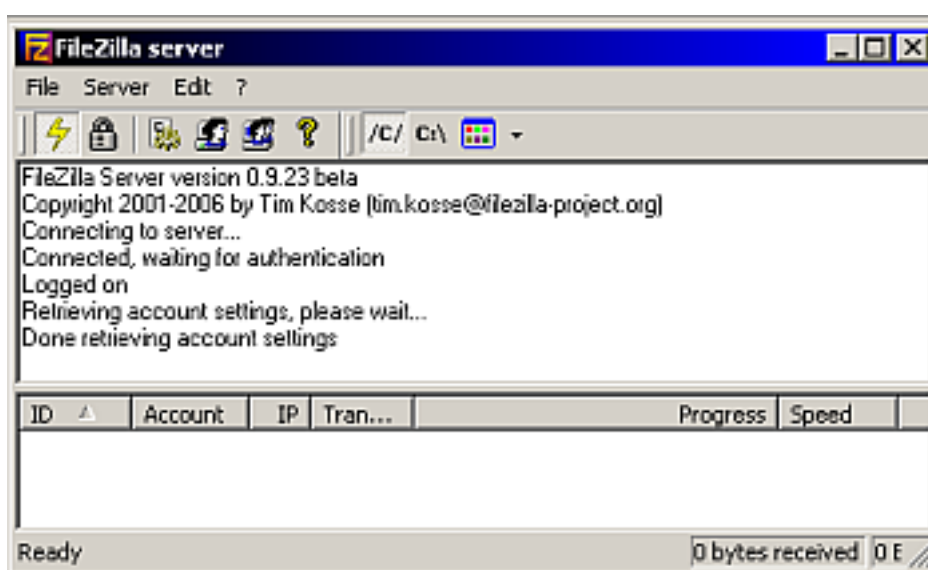 FileZilla server
File Server Edit ?
/C/ C:\
FileZilla Server version 0.9.23 beta
Copyright 2001-2006 by Tim Kosse (tim.kosse@filezilla-project.org)
Connecting to server...
Connected, waiting for authentication
Logged on
Retrieving account settings, please wait...
Done retrieving account settings
ID Account IP Tran... Progress Speed
Ready 0 bytes received 0